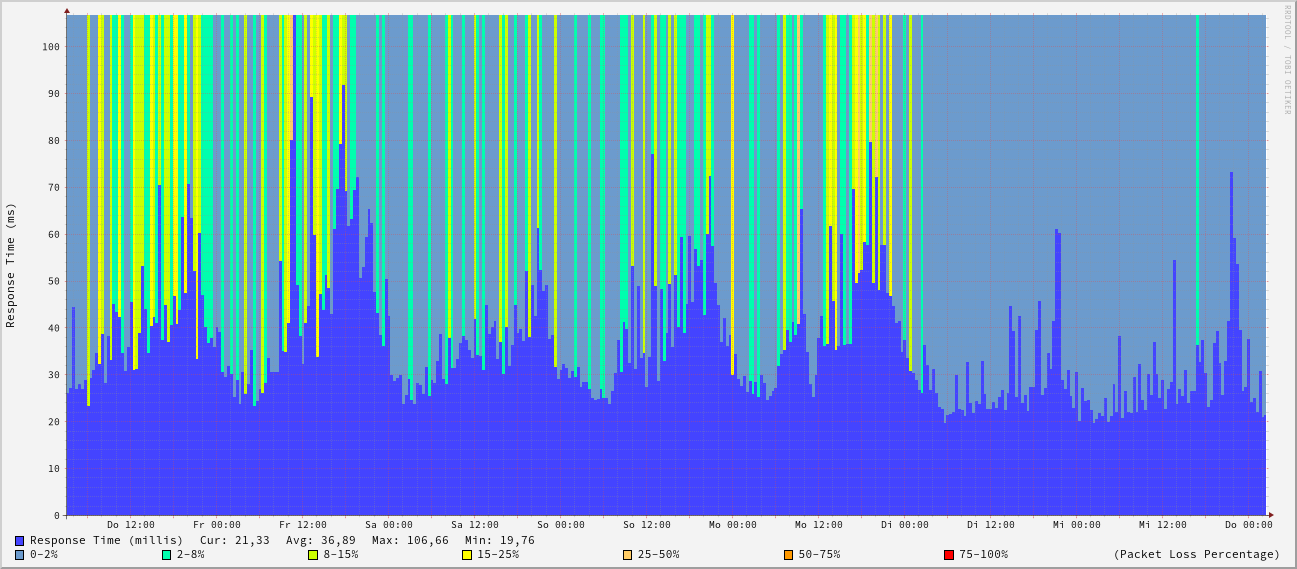 RRDTOOL / TOBI OETIKER
Response Time (ms)
100
90
80
70
60
50
40
30
20
10
0
Do 12:00 Fr 00:00 Fr 12:00 Sa 00:00 Sa 12:00 So 00:00 So 12:00 Mo 00:00 Mo 12:00 Di 00:00 Di 12:00 Mi 00:00 Mi 12:00 Do 00:00
Response Time (millis) Cur: 21,33 Avg: 36,89 Max: 106,66 Min: 19,76
0-2% 2-8% 8-15% 15-25% 25-50% 50-75% 75-100% (Packet Loss Percentage)